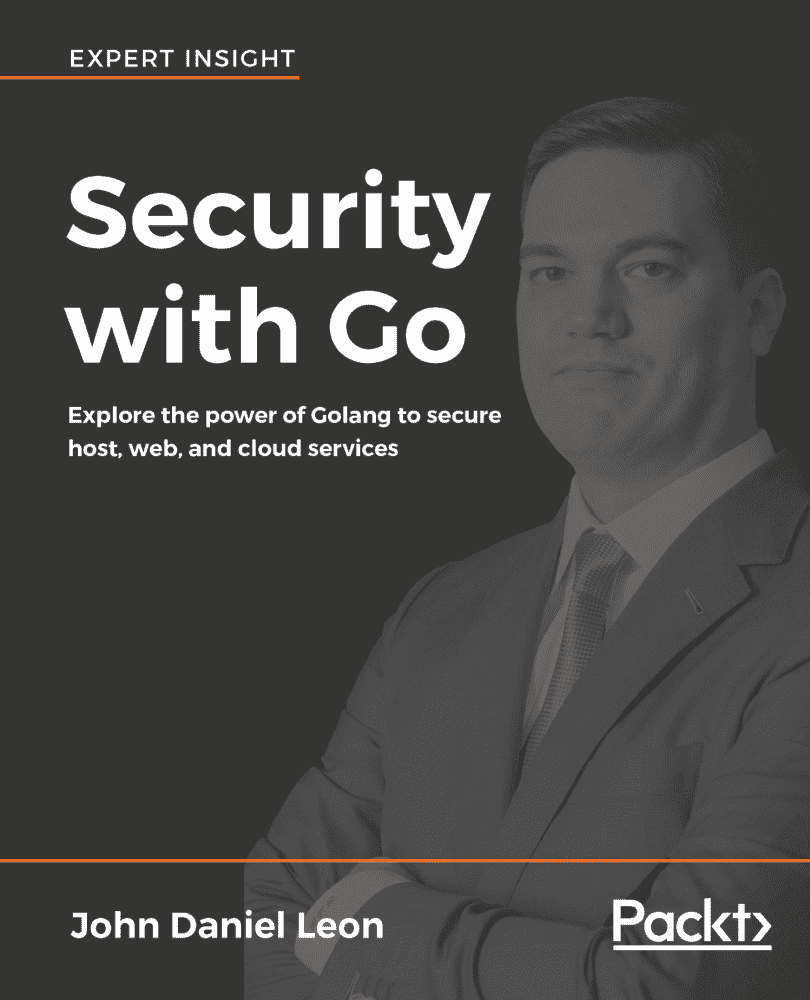 EXPERT INSIGHT
Security
with Go
Explore the power of Golang to secure
host, web, and cloud services
John Daniel Leon
Packt>